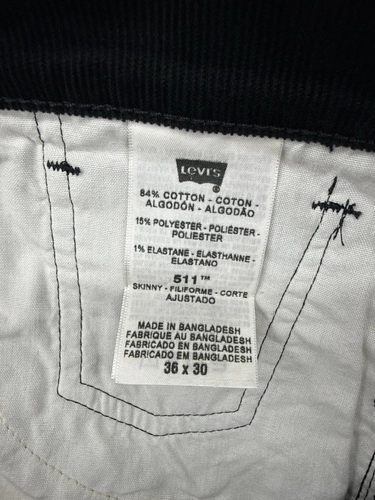 Levi's
84% COTTON - COTON -
ALGODÓN - ALGODÃO
15% POLYESTER - POLIÉSTER -
POLIESTER
1% ELASTANE - ELASTHANNE -
ELASTANO
511™
SKINNY - FILIFORME - CORTE
AJUSTADO
MADE IN BANGLADESH
FABRIQUE AU BANGLADESH
FABRICADO EN BANGLADESH
FABRICADO EM BANGLADESH
36 x 30